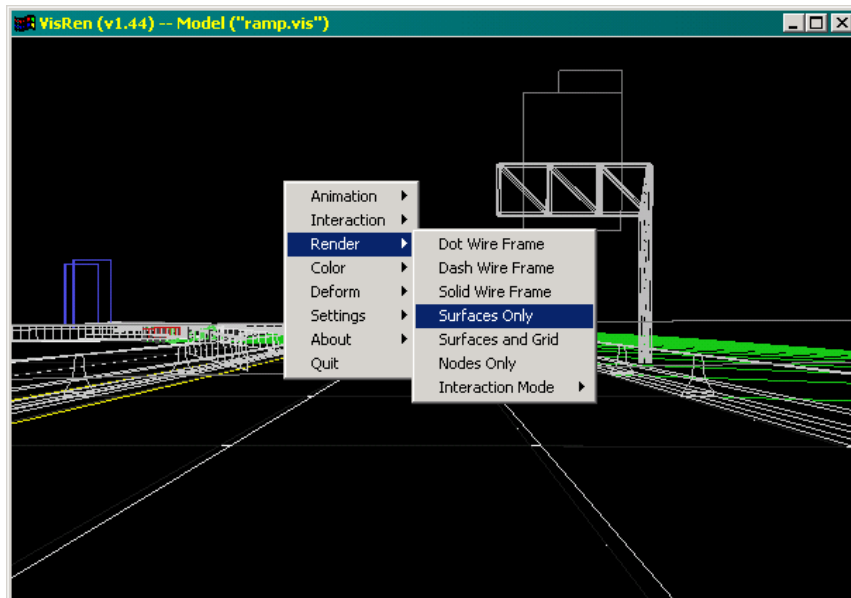 VisRen (v1.44) -- Model ("ramp.vis")
Animation
Interaction
Render
Color
Deform
Settings
About
Quit
Dot Wire Frame
Dash Wire Frame
Solid Wire Frame
Surfaces Only
Surfaces and Grid
Nodes Only
Interaction Mode